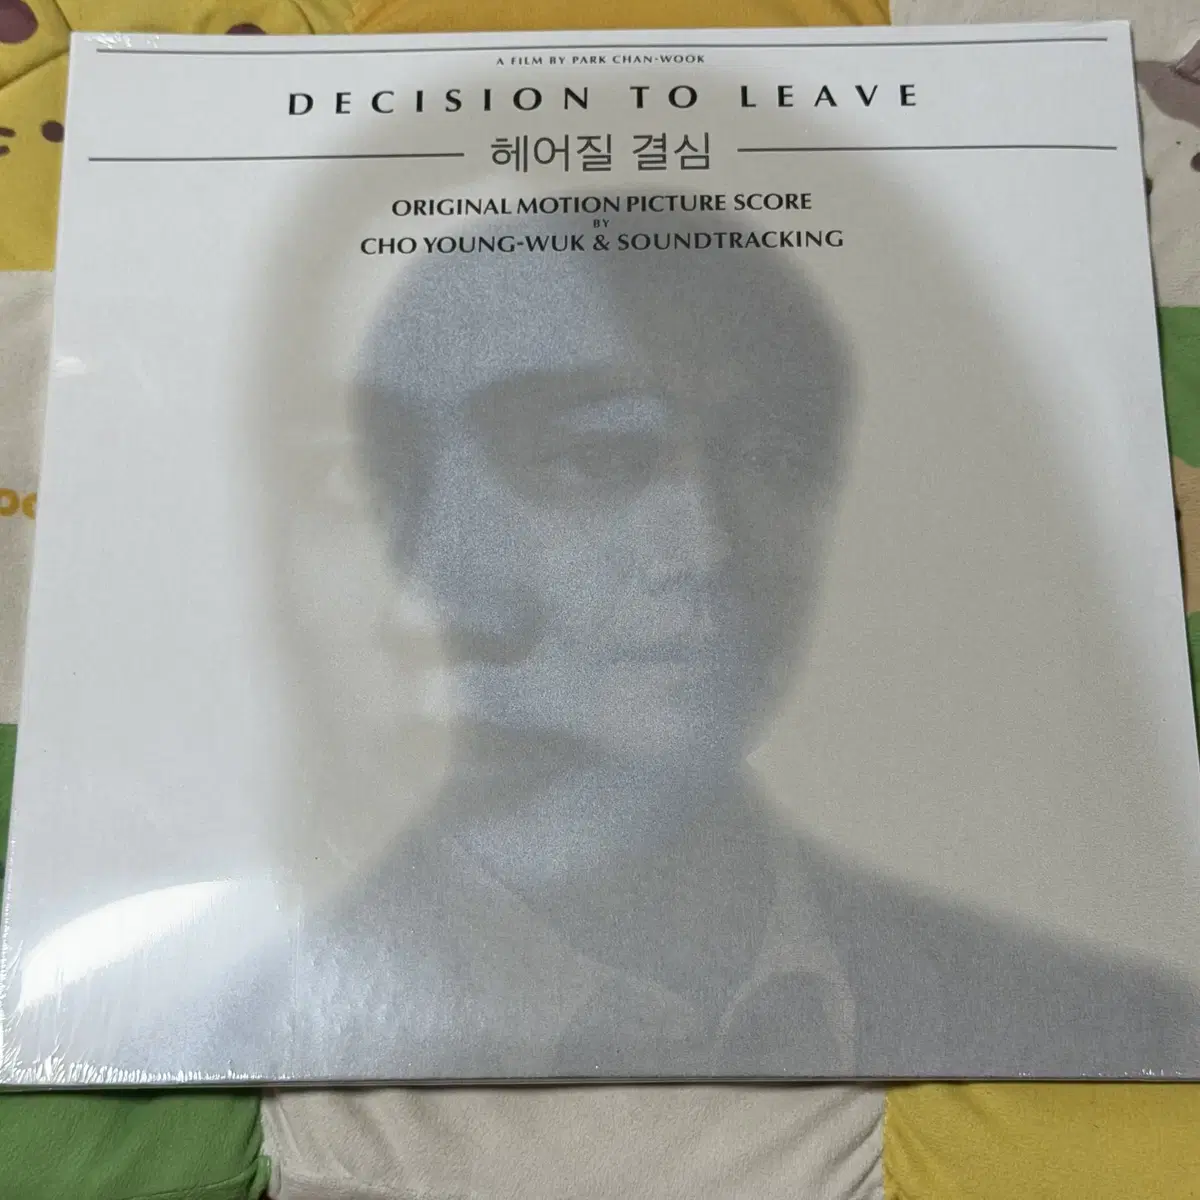 A FILM BY PARK CHAN-WOOK
DECISION TO LEAVE
헤어질 결심
ORIGINAL MOTION PICTURE SCORE
BY
CHO YOUNG-WUK & SOUNDTRACKING